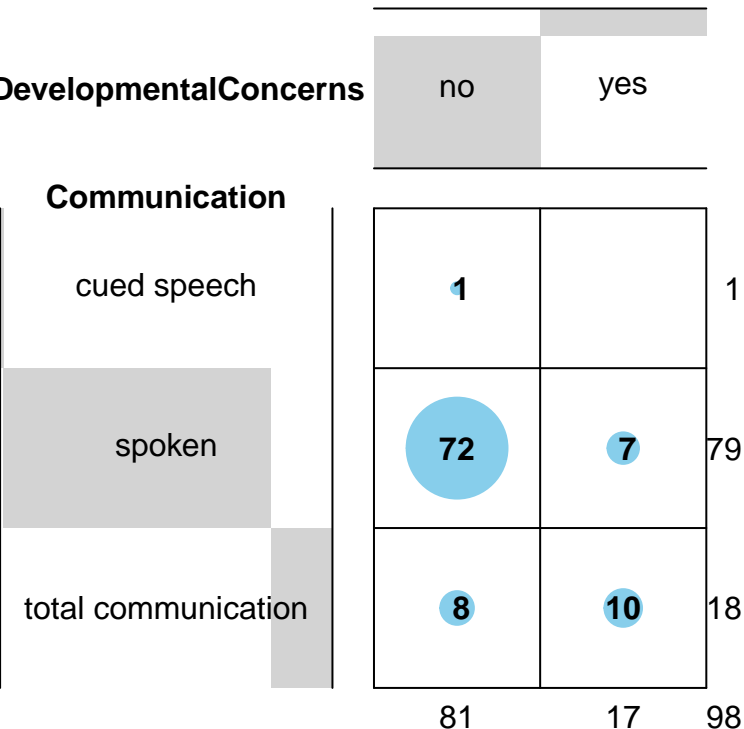 DevelopmentalConcerns no yes
Communication
cued speech 1 1
spoken 72 7 79
total communication 8 10 18
81 17 98